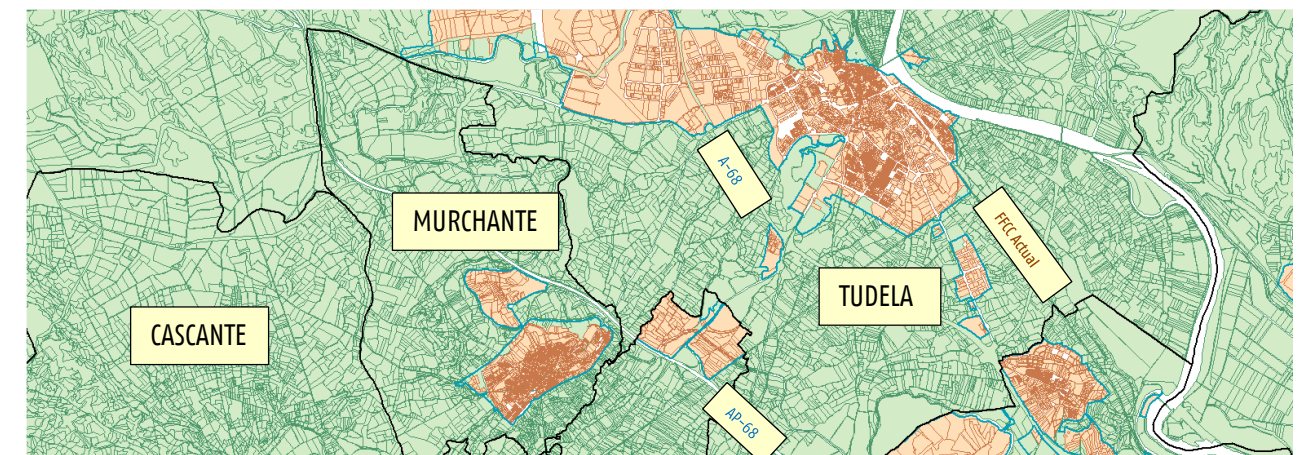 A-68
MURCHANTE
FFCC Actual
TUDELA
CASCANTE
AP-68